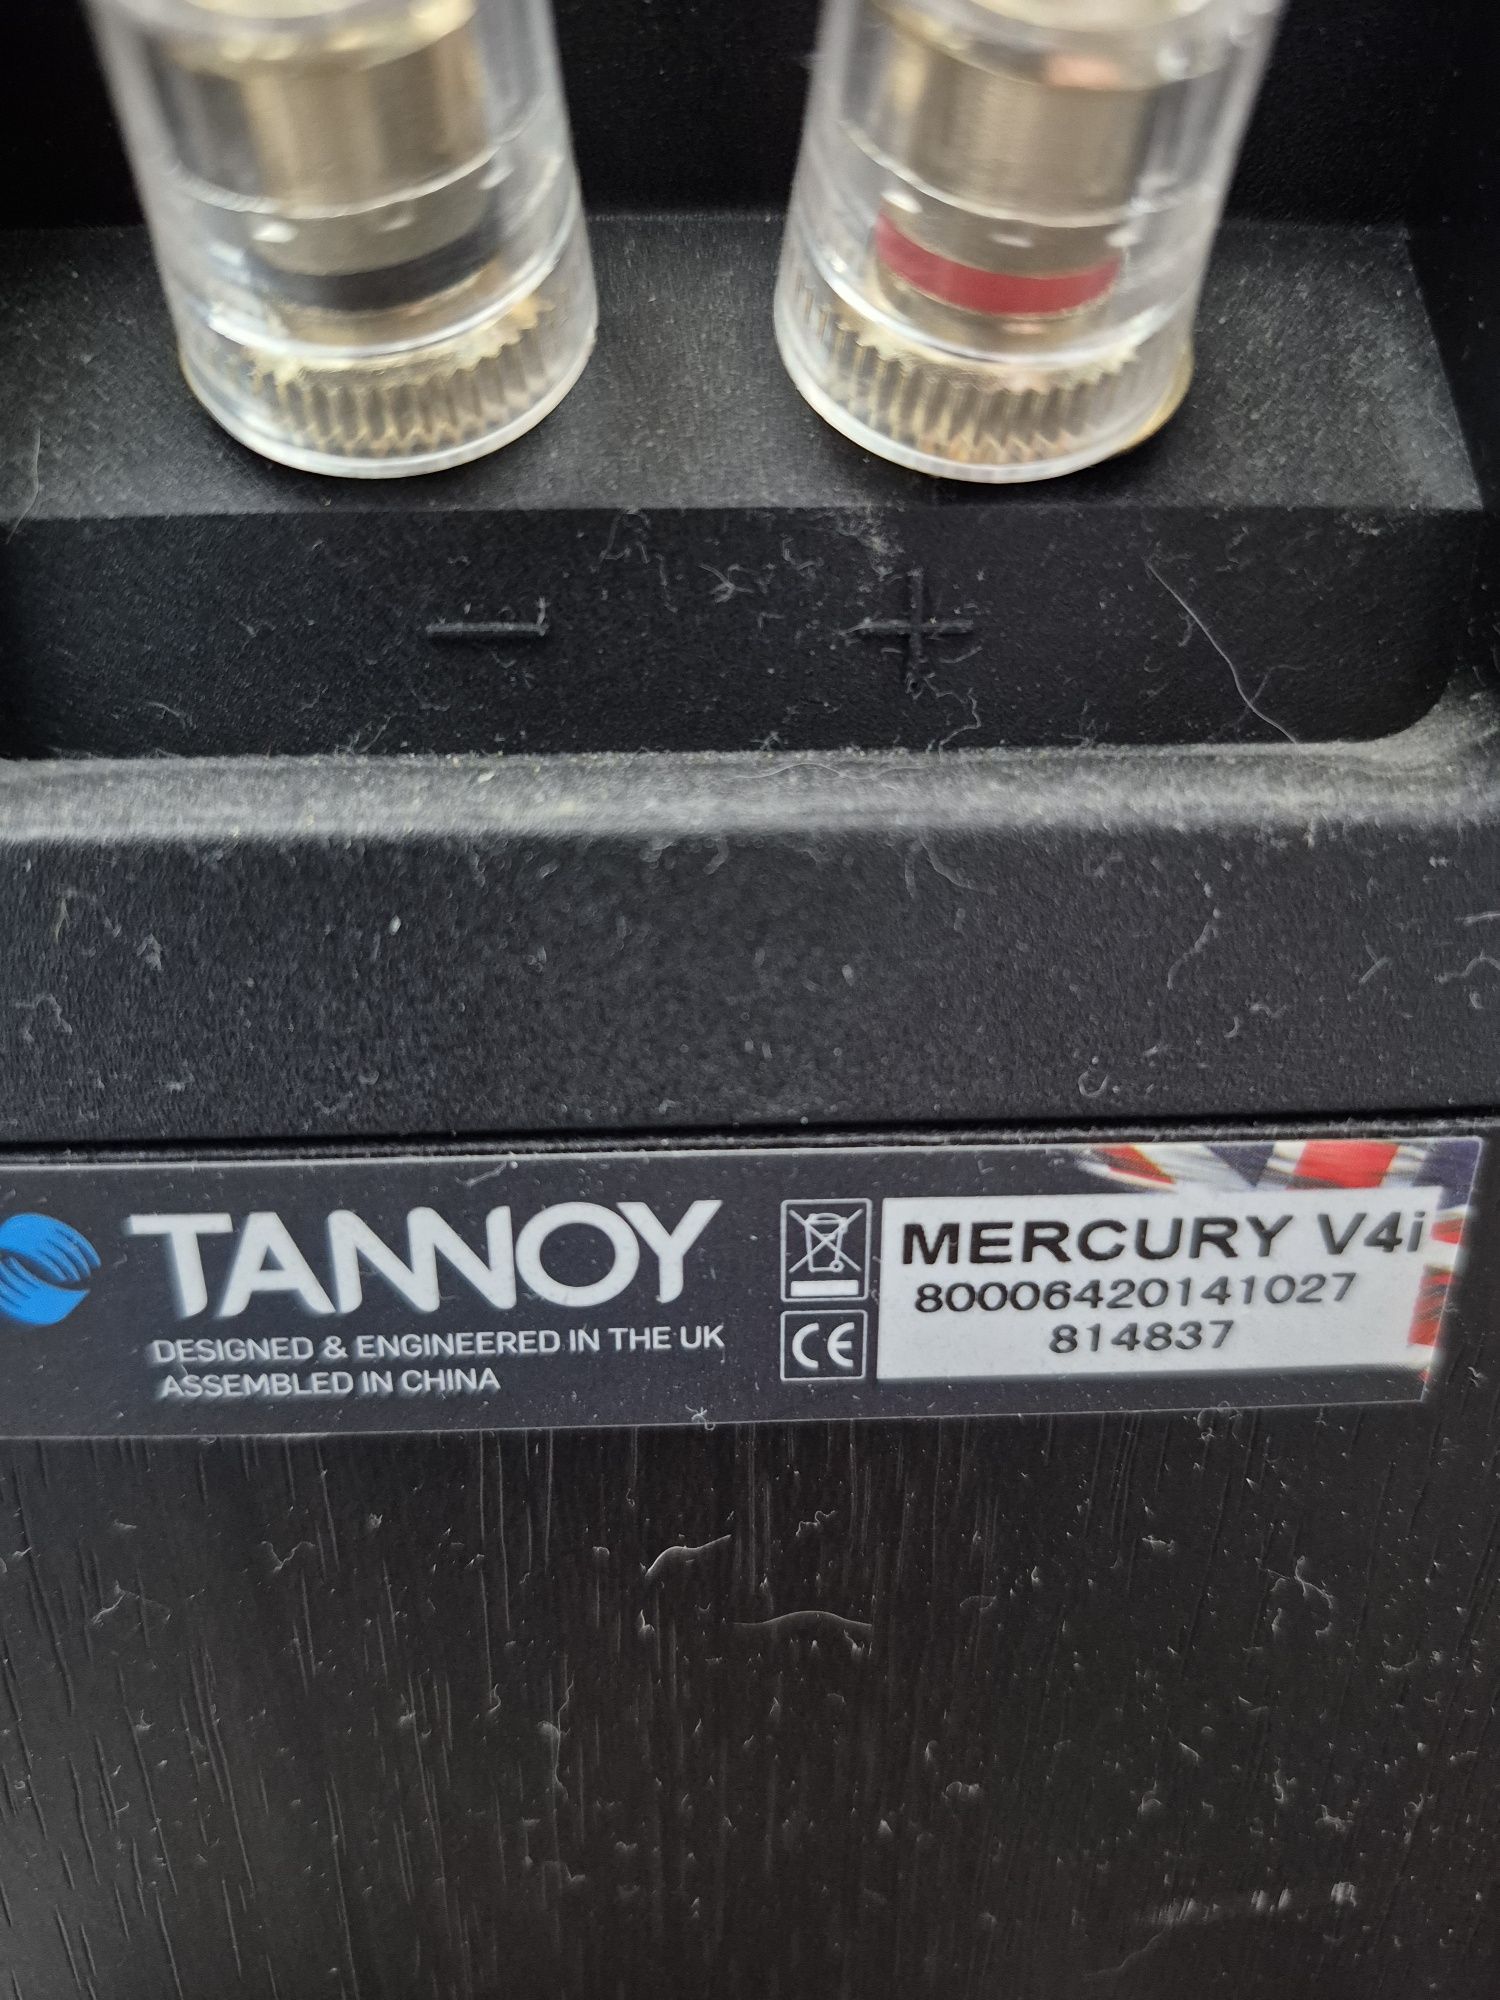 − +
TANNOY
DESIGNED & ENGINEERED IN THE UK
ASSEMBLED IN CHINA
CE
MERCURY V4i
80006420141027
814837